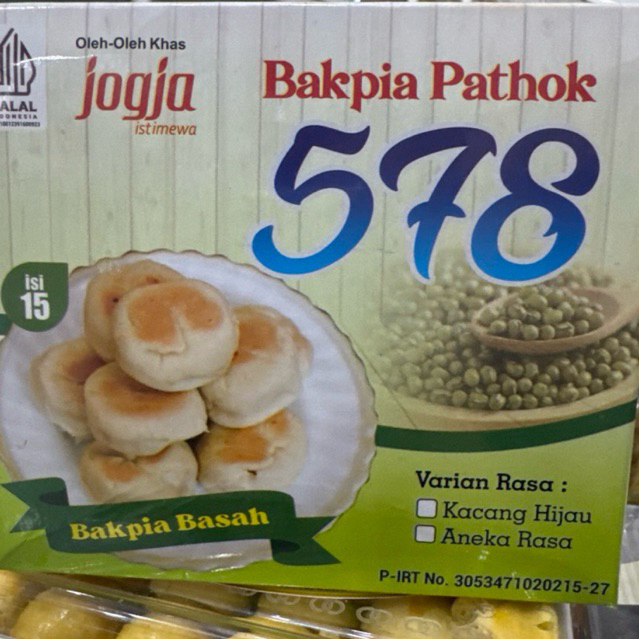 Oleh-Oleh Khas
jogja
istimewa
Bakpia Pathok
578
isi
15
Bakpia Basah
Varian Rasa :
Kacang Hijau
Aneka Rasa
P-IRT No. 3053471020215-27